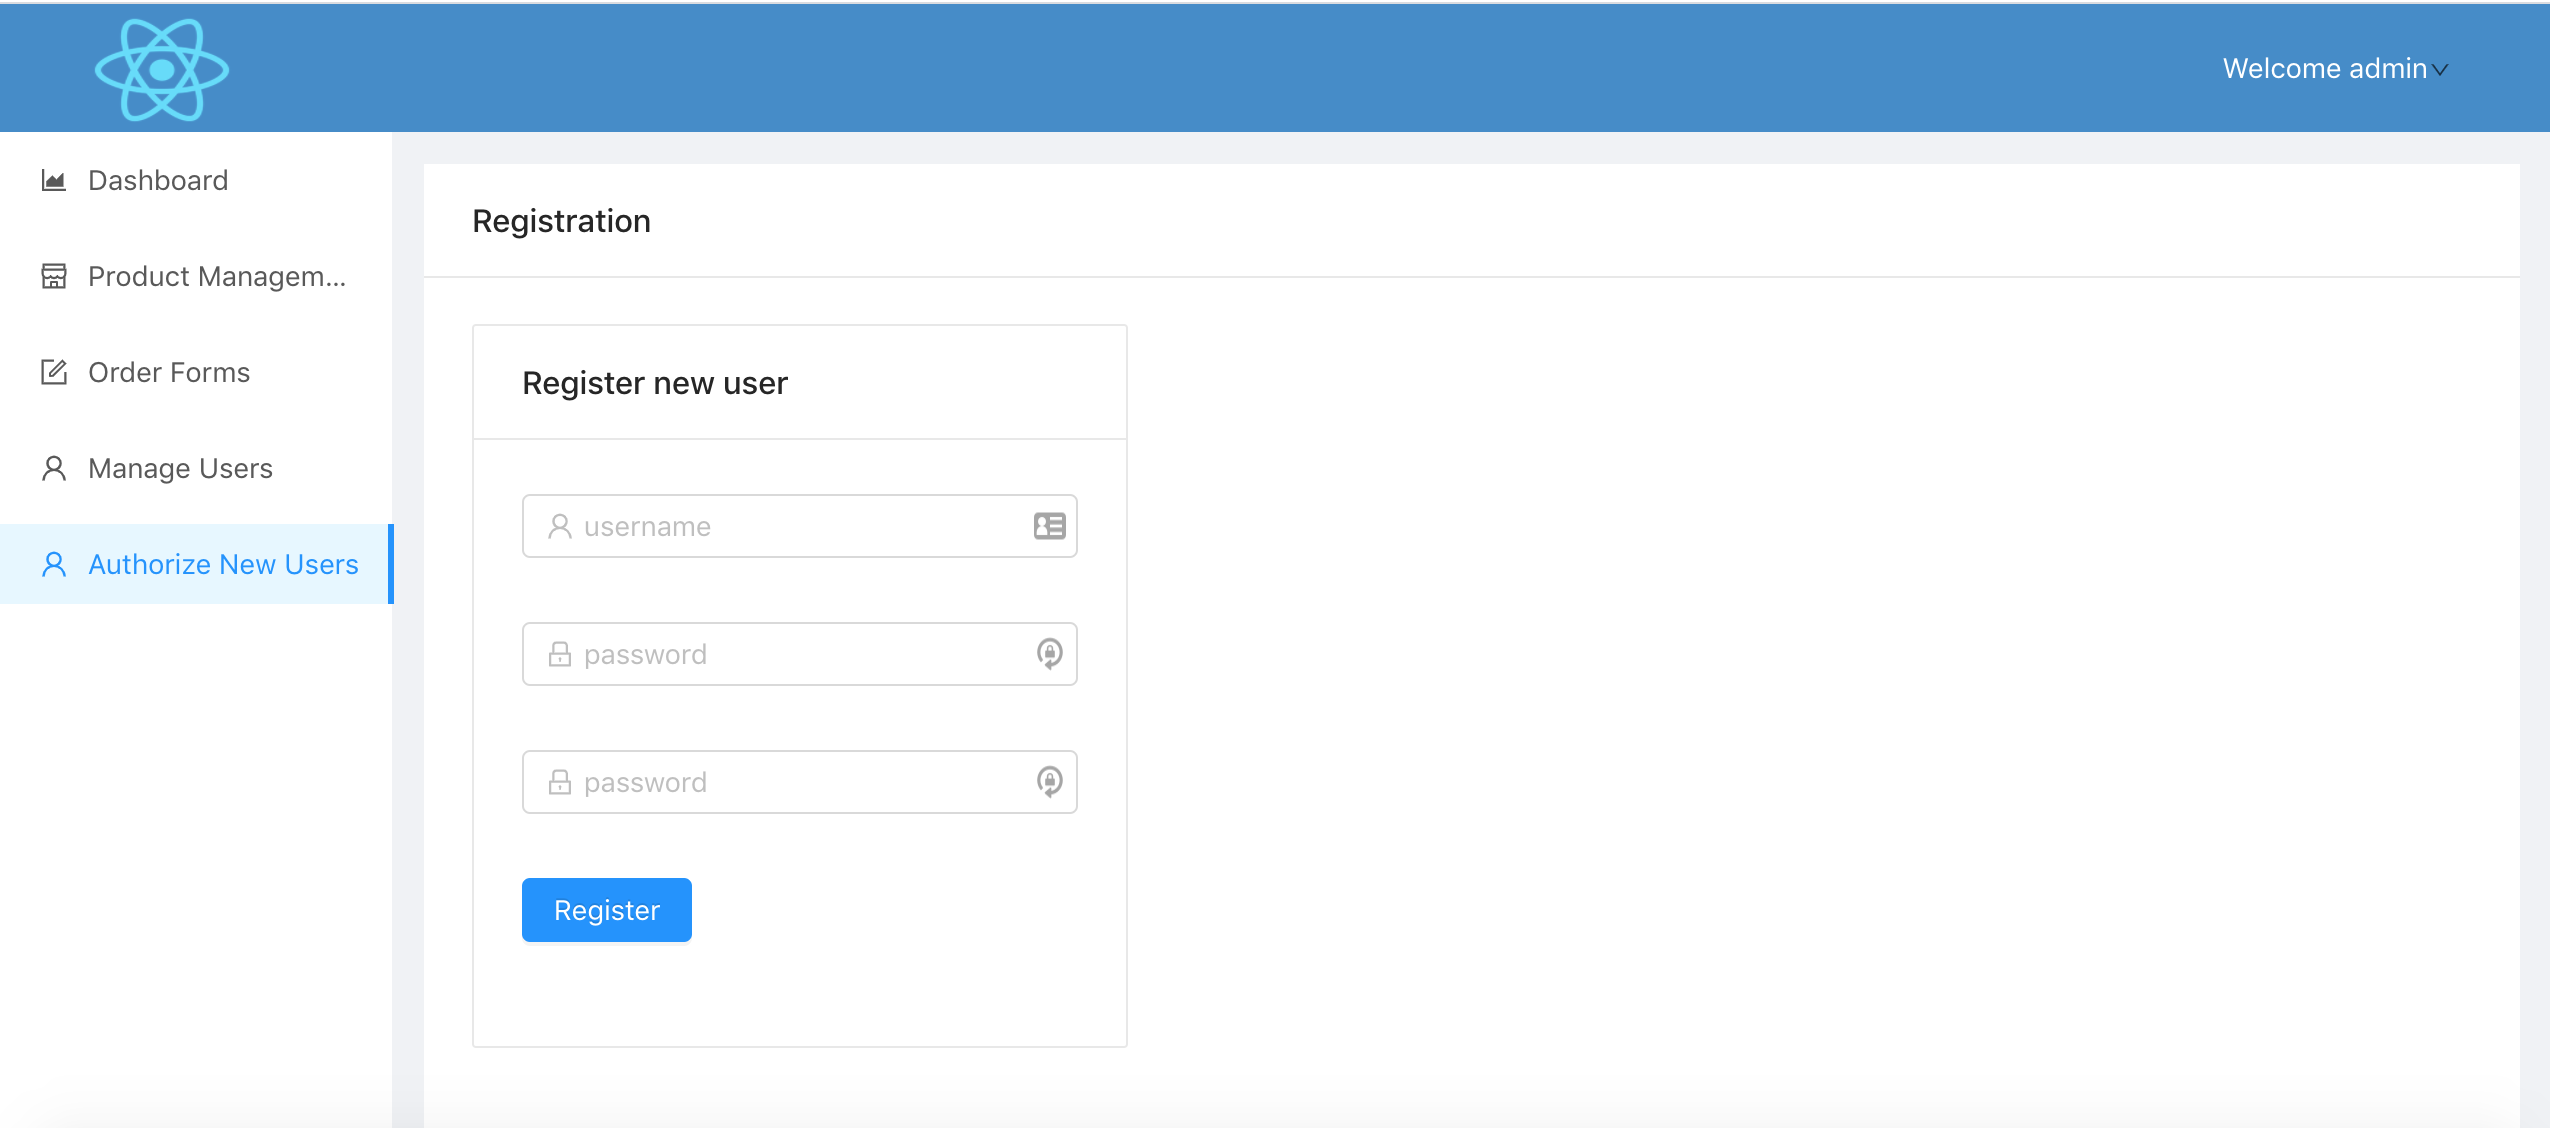 Welcome admin
Dashboard
Product Managem...
Order Forms
Manage Users
Authorize New Users
Registration
Register new user
username
password
password
Register